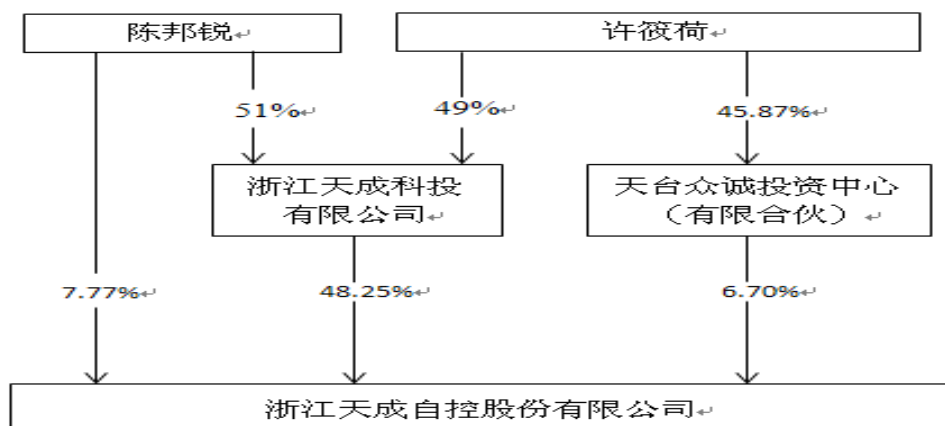 陈邦锐↵
许筱荷↵
51%↵
49%↵
45.87%↵
浙江天成科投
有限公司↵
天台众诚投资中心
（有限合伙）↵
7.77%↵
48.25%↵
6.70%↵
浙江天成自控股份有限公司↵